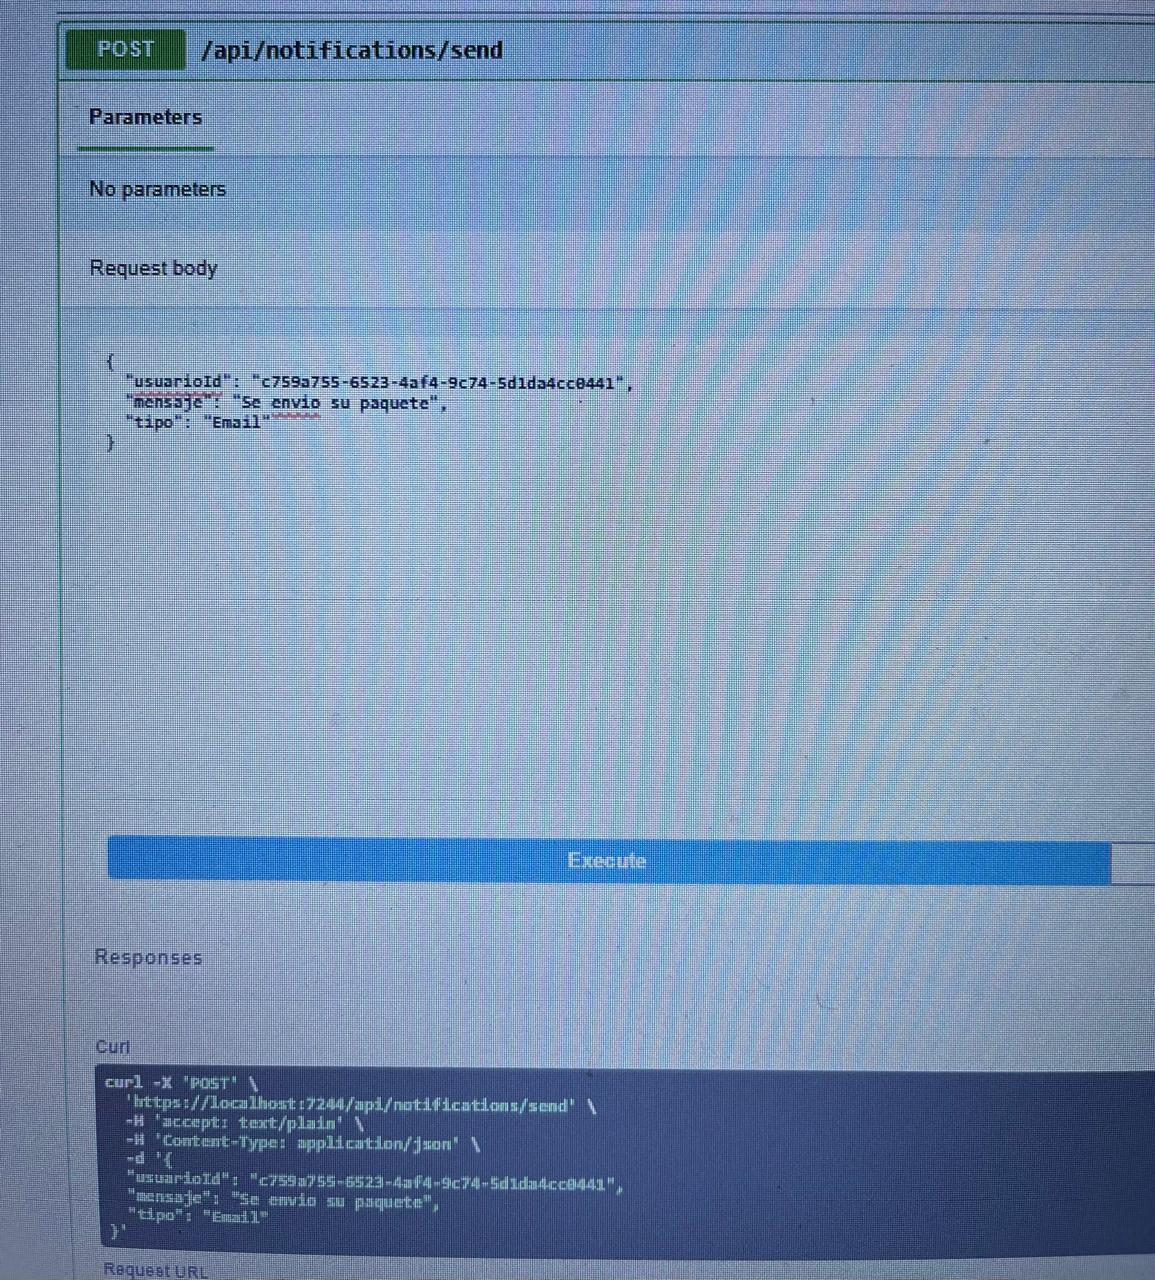 POST /api/notifications/send
Parameters
No parameters
Request body
{
"usuarioId": "c759a755-6523-4af4-9c74-5d1da4cc0441",
"mensaje": "Se envio su paquete",
"tipo": "Email"
}
Execute
Responses
Curl
curl -X 'POST' \
'https://localhost:7244/api/notifications/send' \
-H 'accept: text/plain' \
-H 'Content-Type: application/json' \
-d '{
"usuarioId": "c759a755-6523-4af4-9c74-5d1da4cc0441",
"mensaje": "Se envio su paquete",
"tipo": "Email"
}'
Request URL